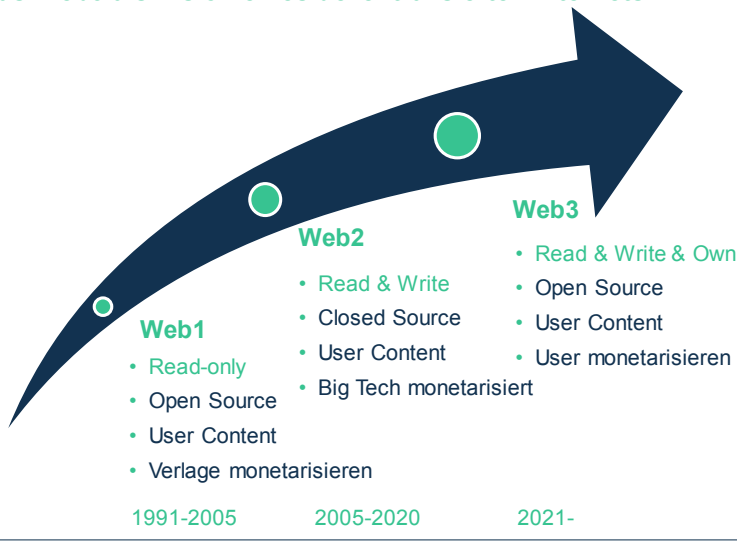 Web1
• Read-only
• Open Source
• User Content
• Verlage monetarisieren
1991-2005
Web2
• Read & Write
• Closed Source
• User Content
• Big Tech monetarisiert
2005-2020
Web3
• Read & Write & Own
• Open Source
• User Content
• User monetarisieren
2021-